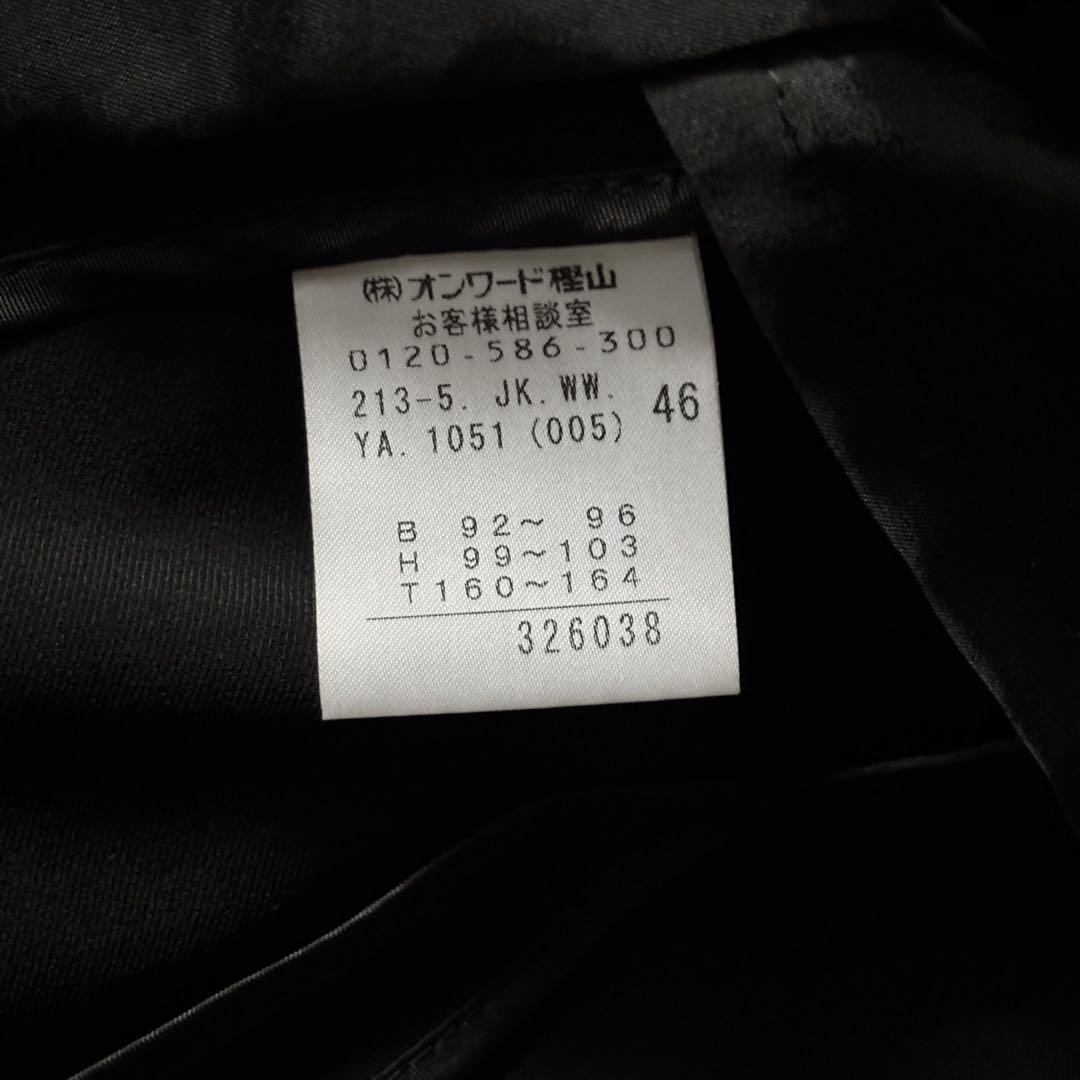 (株)オンワード樫山
お客様相談室
0120-586-300
213-5. JK. WW. 46
YA. 1051 (005)
B 92~ 96
H 99~103
T160~164
326038